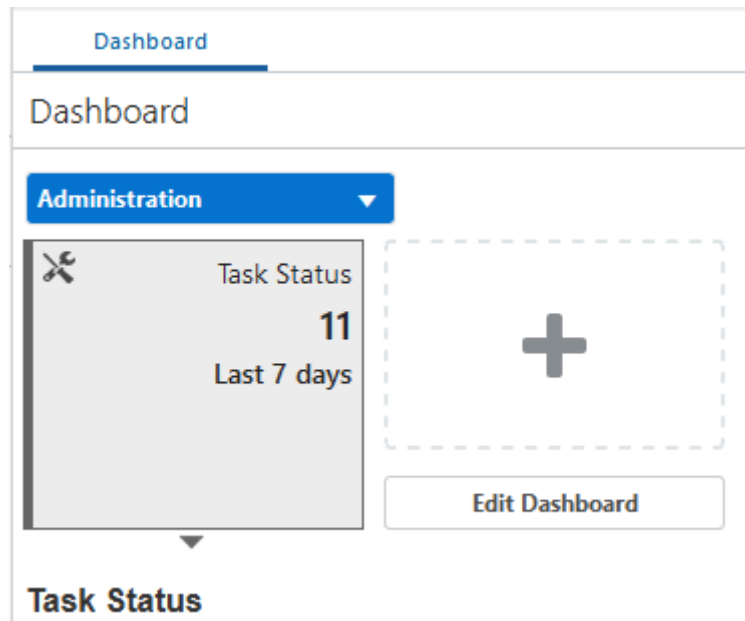 Dashboard
Dashboard
Administration
Task Status
11
Last 7 days
Edit Dashboard
Task Status